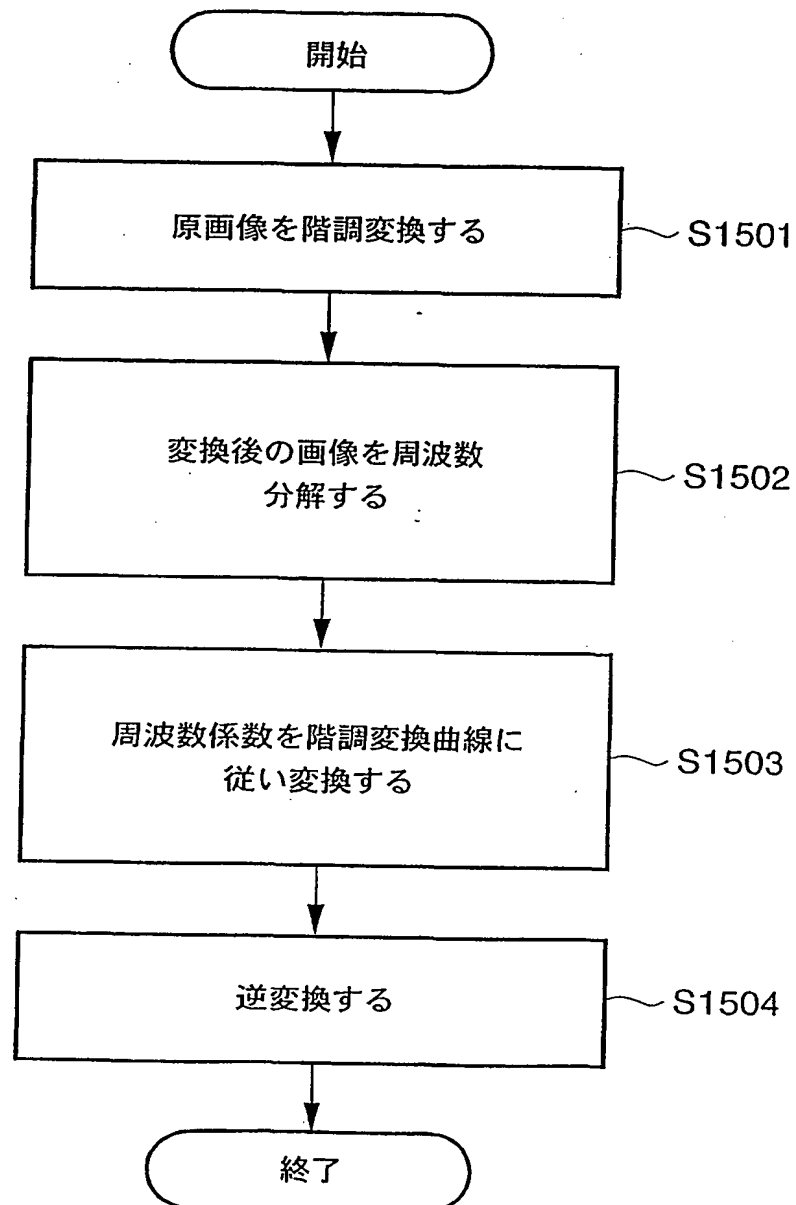 開始
原画像を階調変換する
S1501
変換後の画像を周波数
分解する
S1502
周波数係数を階調変換曲線に
従い変換する
S1503
逆変換する
S1504
終了